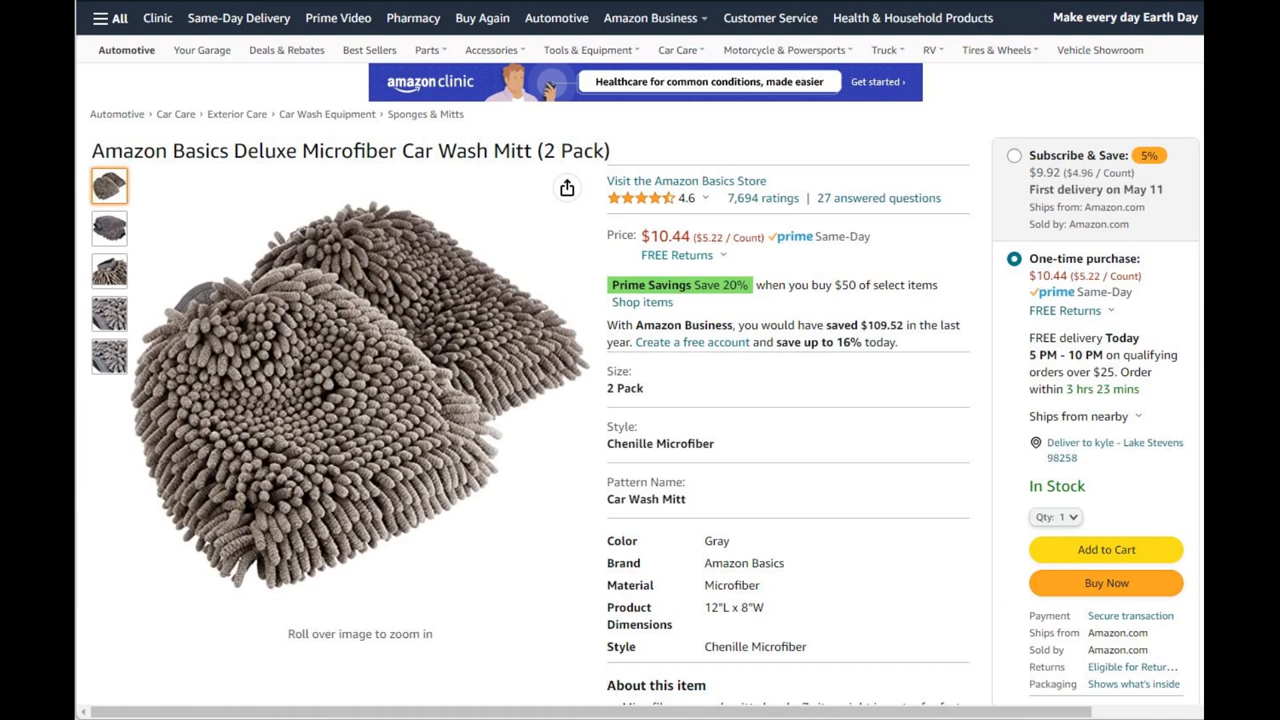 All Clinic Same-Day Delivery Prime Video Pharmacy Buy Again Automotive Amazon Business Customer Service Health & Household Products Make every day Earth Day
Automotive Your Garage Deals & Rebates Best Sellers Parts Accessories Tools & Equipment Car Care Motorcycle & Powersports Truck RV Tires & Wheels Vehicle Showroom
amazon clinic Healthcare for common conditions, made easier Get started ›
Automotive › Car Care › Exterior Care › Car Wash Equipment › Sponges & Mitts
Amazon Basics Deluxe Microfiber Car Wash Mitt (2 Pack)
Roll over image to zoom in
Visit the Amazon Basics Store
4.6 7,694 ratings | 27 answered questions
Price: $10.44 ($5.22 / Count) prime Same-Day
FREE Returns
Prime Savings Save 20% when you buy $50 of select items
Shop items
With Amazon Business, you would have saved $109.52 in the last
year. Create a free account and save up to 16% today.
Size:
2 Pack
Style:
Chenille Microfiber
Pattern Name:
Car Wash Mitt
Color Gray
Brand Amazon Basics
Material Microfiber
Product 12"L x 8"W
Dimensions
Style Chenille Microfiber
About this item
Subscribe & Save: 5%
$9.92 ($4.96 / Count)
First delivery on May 11
Ships from: Amazon.com
Sold by: Amazon.com
One-time purchase:
$10.44 ($5.22 / Count)
prime Same-Day
FREE Returns
FREE delivery Today
5 PM - 10 PM on qualifying
orders over $25. Order
within 3 hrs 23 mins
Ships from nearby
Deliver to kyle - Lake Stevens
98258
In Stock
Qty: 1
Add to Cart
Buy Now
Payment Secure transaction
Ships from Amazon.com
Sold by Amazon.com
Returns Eligible for Retur...
Packaging Shows what's inside